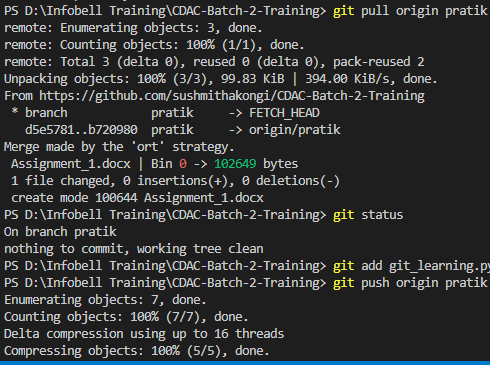 PS D:\Infobell Training\CDAC-Batch-2-Training> git pull origin pratik
remote: Enumerating objects: 3, done.
remote: Counting objects: 100% (1/1), done.
remote: Total 3 (delta 0), reused 0 (delta 0), pack-reused 2
Unpacking objects: 100% (3/3), 99.83 KiB | 394.00 KiB/s, done.
From https://github.com/sushmithakongi/CDAC-Batch-2-Training
 * branch            pratik     -> FETCH_HEAD
   d5e5781..b720980  pratik     -> origin/pratik
Merge made by the 'ort' strategy.
 Assignment_1.docx | Bin 0 -> 102649 bytes
 1 file changed, 0 insertions(+), 0 deletions(-)
 create mode 100644 Assignment_1.docx
PS D:\Infobell Training\CDAC-Batch-2-Training> git status
On branch pratik
nothing to commit, working tree clean
PS D:\Infobell Training\CDAC-Batch-2-Training> git add git_learning.py
PS D:\Infobell Training\CDAC-Batch-2-Training> git push origin pratik
Enumerating objects: 7, done.
Counting objects: 100% (7/7), done.
Delta compression using up to 16 threads
Compressing objects: 100% (5/5), done.